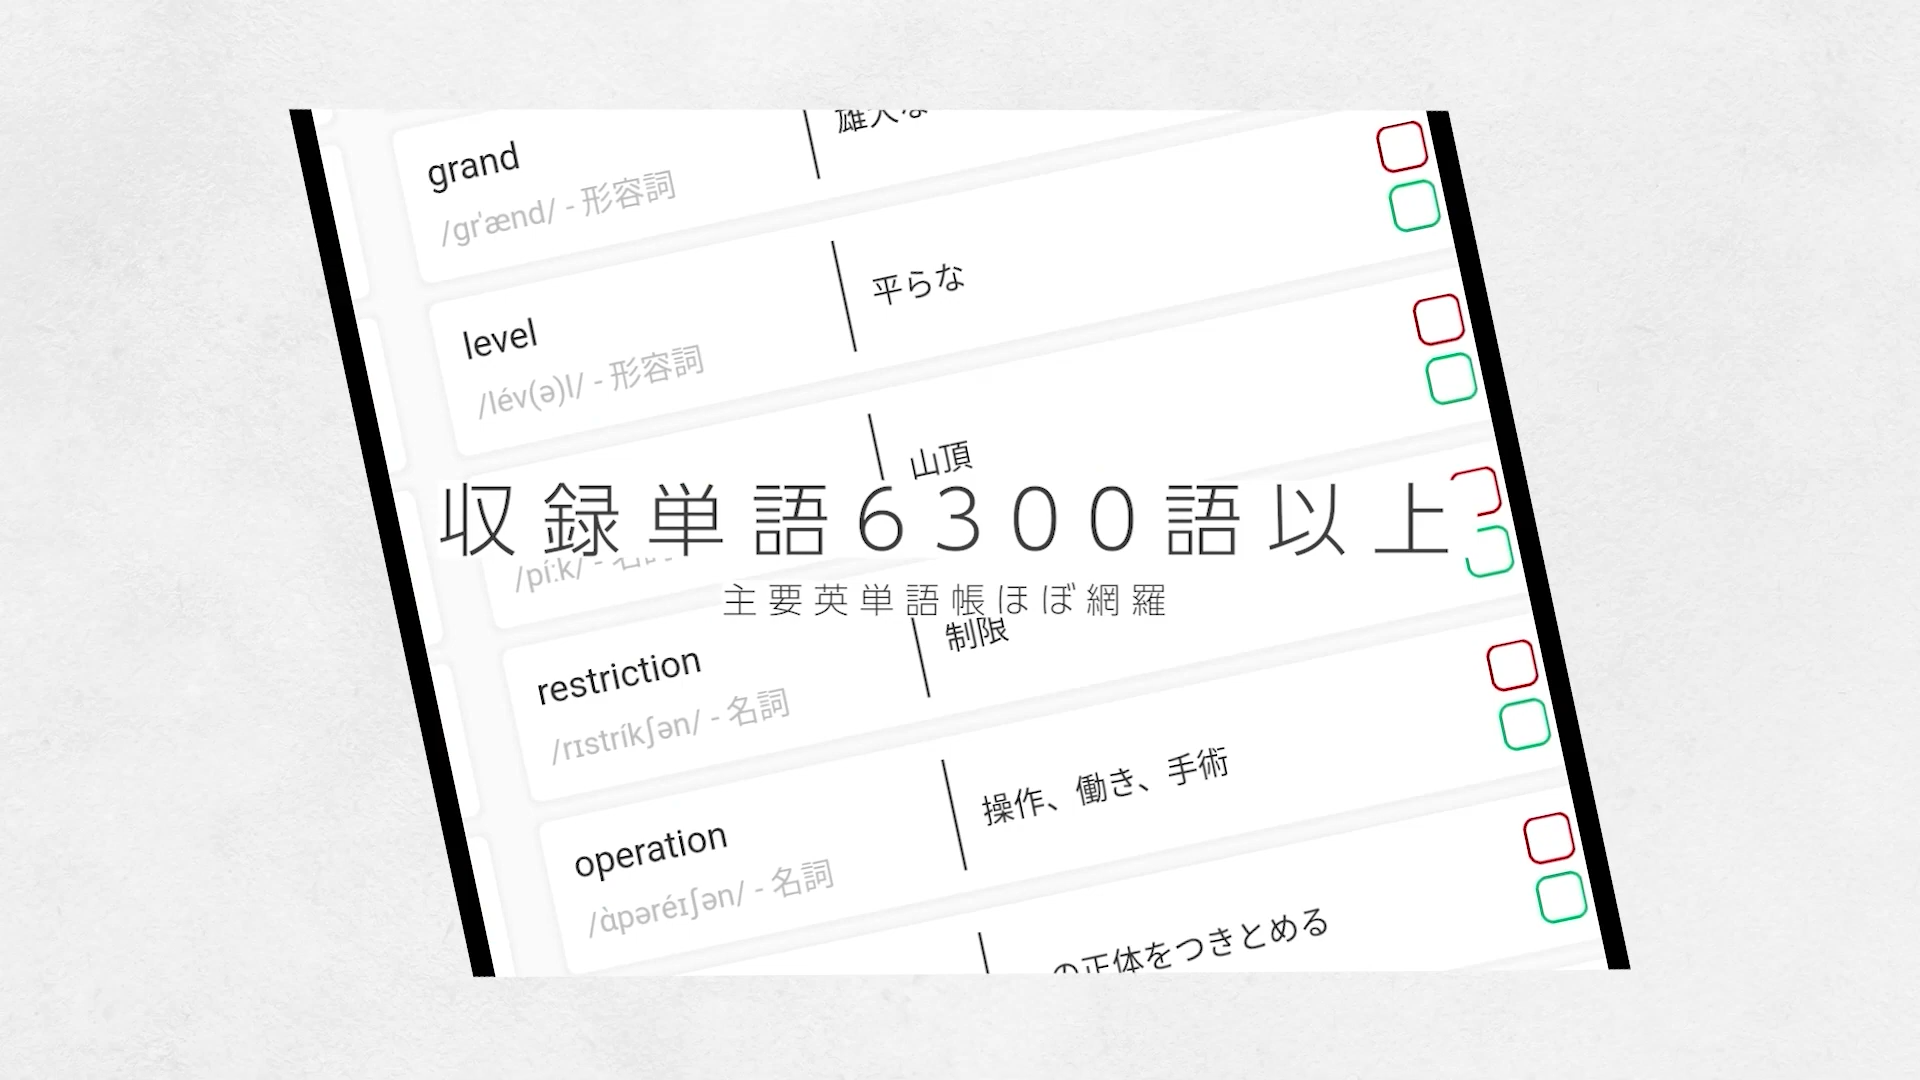 grand
/grˈænd/ - 形容詞
雄大な
level
/lév(ə)l/ - 形容詞
平らな
山頂
収録単語6300語以上
/píːk/ - 名詞
主要英単語帳ほぼ網羅
restriction
/rɪstríkʃən/ - 名詞
制限
operation
/ὰpəréɪʃən/ - 名詞
操作、働き、手術
の正体をつきとめる